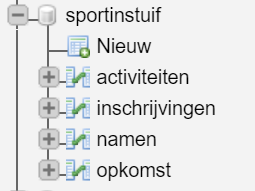 sportinstuif
Nieuw
activiteiten
inschrijvingen
namen
opkomst